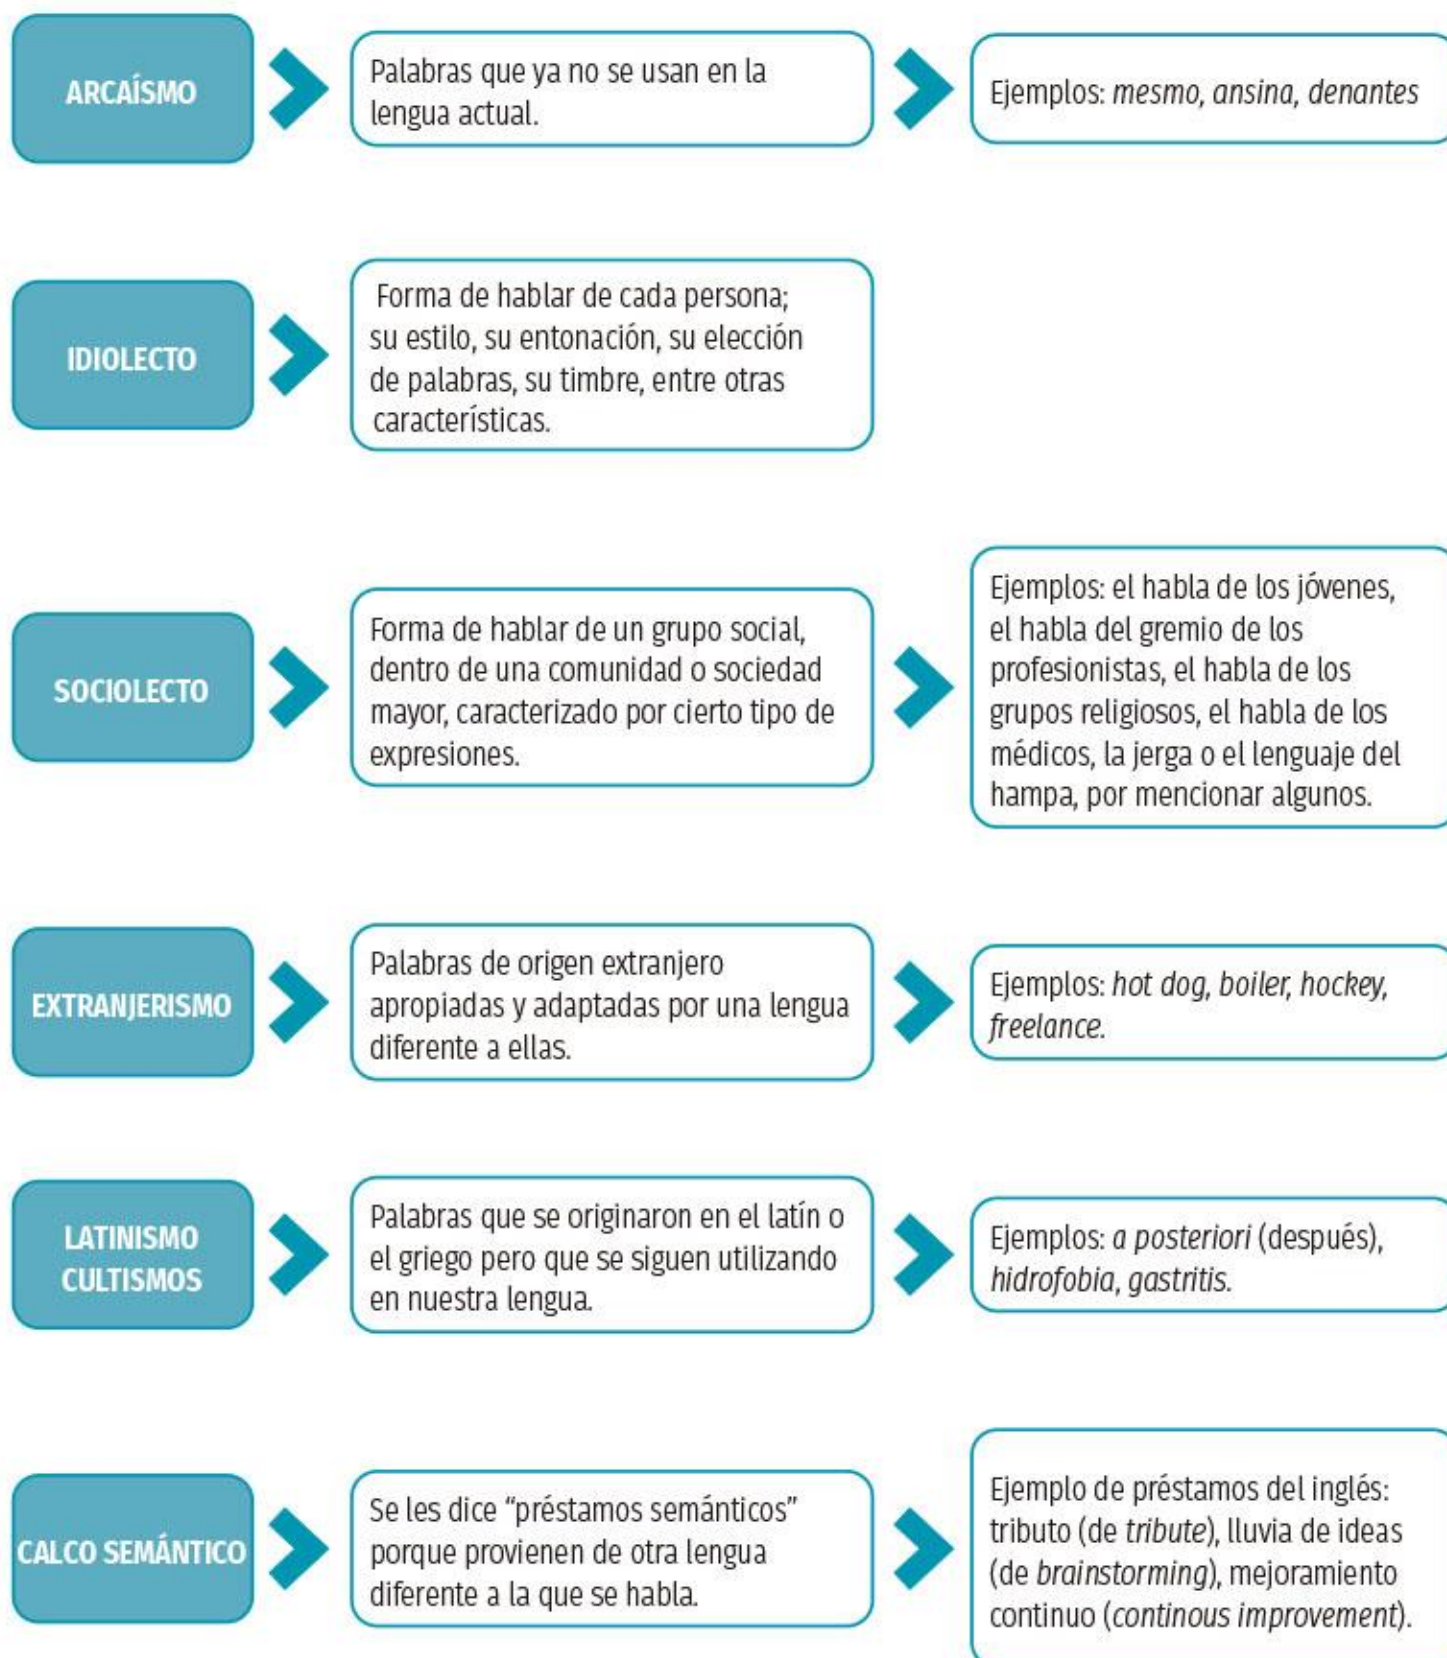 ARCAÍSMO
Palabras que ya no se usan en la
lengua actual.
Ejemplos: mesmo, ansina, denantes
IDIOLECTO
Forma de hablar de cada persona;
su estilo, su entonación, su elección
de palabras, su timbre, entre otras
características.
SOCIOLECTO
Forma de hablar de un grupo social,
dentro de una comunidad o sociedad
mayor, caracterizado por cierto tipo de
expresiones.
Ejemplos: el habla de los jóvenes,
el habla del gremio de los
profesionistas, el habla de los
grupos religiosos, el habla de los
médicos, la jerga o el lenguaje del
hampa, por mencionar algunos.
EXTRANJERISMO
Palabras de origen extranjero
apropiadas y adaptadas por una lengua
diferente a ellas.
Ejemplos: hot dog, boiler, hockey,
freelance.
LATINISMO
CULTISMOS
Palabras que se originaron en el latín o
el griego pero que se siguen utilizando
en nuestra lengua.
Ejemplos: a posteriori (después),
hidrofobia, gastritis.
CALCO SEMÁNTICO
Se les dice “préstamos semánticos”
porque provienen de otra lengua
diferente a la que se habla.
Ejemplo de préstamos del inglés:
tributo (de tribute), lluvia de ideas
(de brainstorming), mejoramiento
continuo (continous improvement).